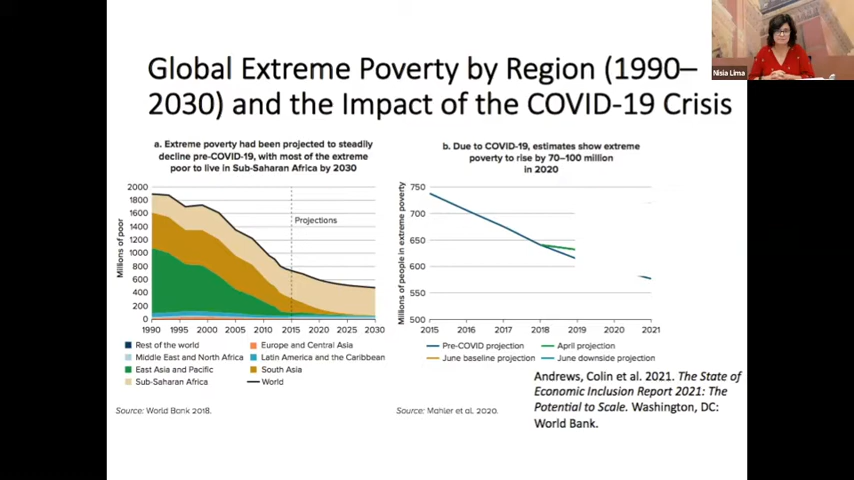 Nisia Lima
Global Extreme Poverty by Region (1990–
2030) and the Impact of the COVID-19 Crisis
a. Extreme poverty had been projected to steadily
decline pre-COVID-19, with most of the extreme
poor to live in Sub-Saharan Africa by 2030
2000
1800
1600
1400
1200
1000
800
600
400
200
0
Millions of poor
Projections
1990 1995 2000 2005 2010 2015 2020 2025 2030
Rest of the world
Europe and Central Asia
Middle East and North Africa
Latin America and the Caribbean
East Asia and Pacific
South Asia
Sub-Saharan Africa
World
Source: World Bank 2018.
b. Due to COVID-19, estimates show extreme
poverty to rise by 70–100 million
in 2020
750
700
650
600
550
500
Millions of people in extreme poverty
2015 2016 2017 2018 2019 2020 2021
Pre-COVID projection
April projection
June baseline projection
June downside projection
Source: Mahler et al. 2020.
Andrews, Colin et al. 2021. The State of
Economic Inclusion Report 2021: The
Potential to Scale. Washington, DC:
World Bank.